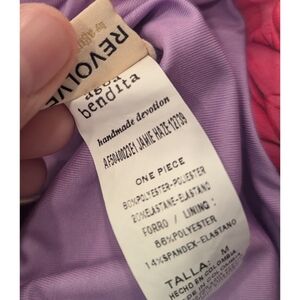 REVOLVE
agua
bendita
handmade devotion
ONE PIECE
80%POLYESTER-POLIESTER
20%ELASTANE-ELASTANO
FORRO / LINING :
86%POLYESTER
14%SPANDEX-ELASTANO
TALLA: M
HECHO EN COLOMBIA